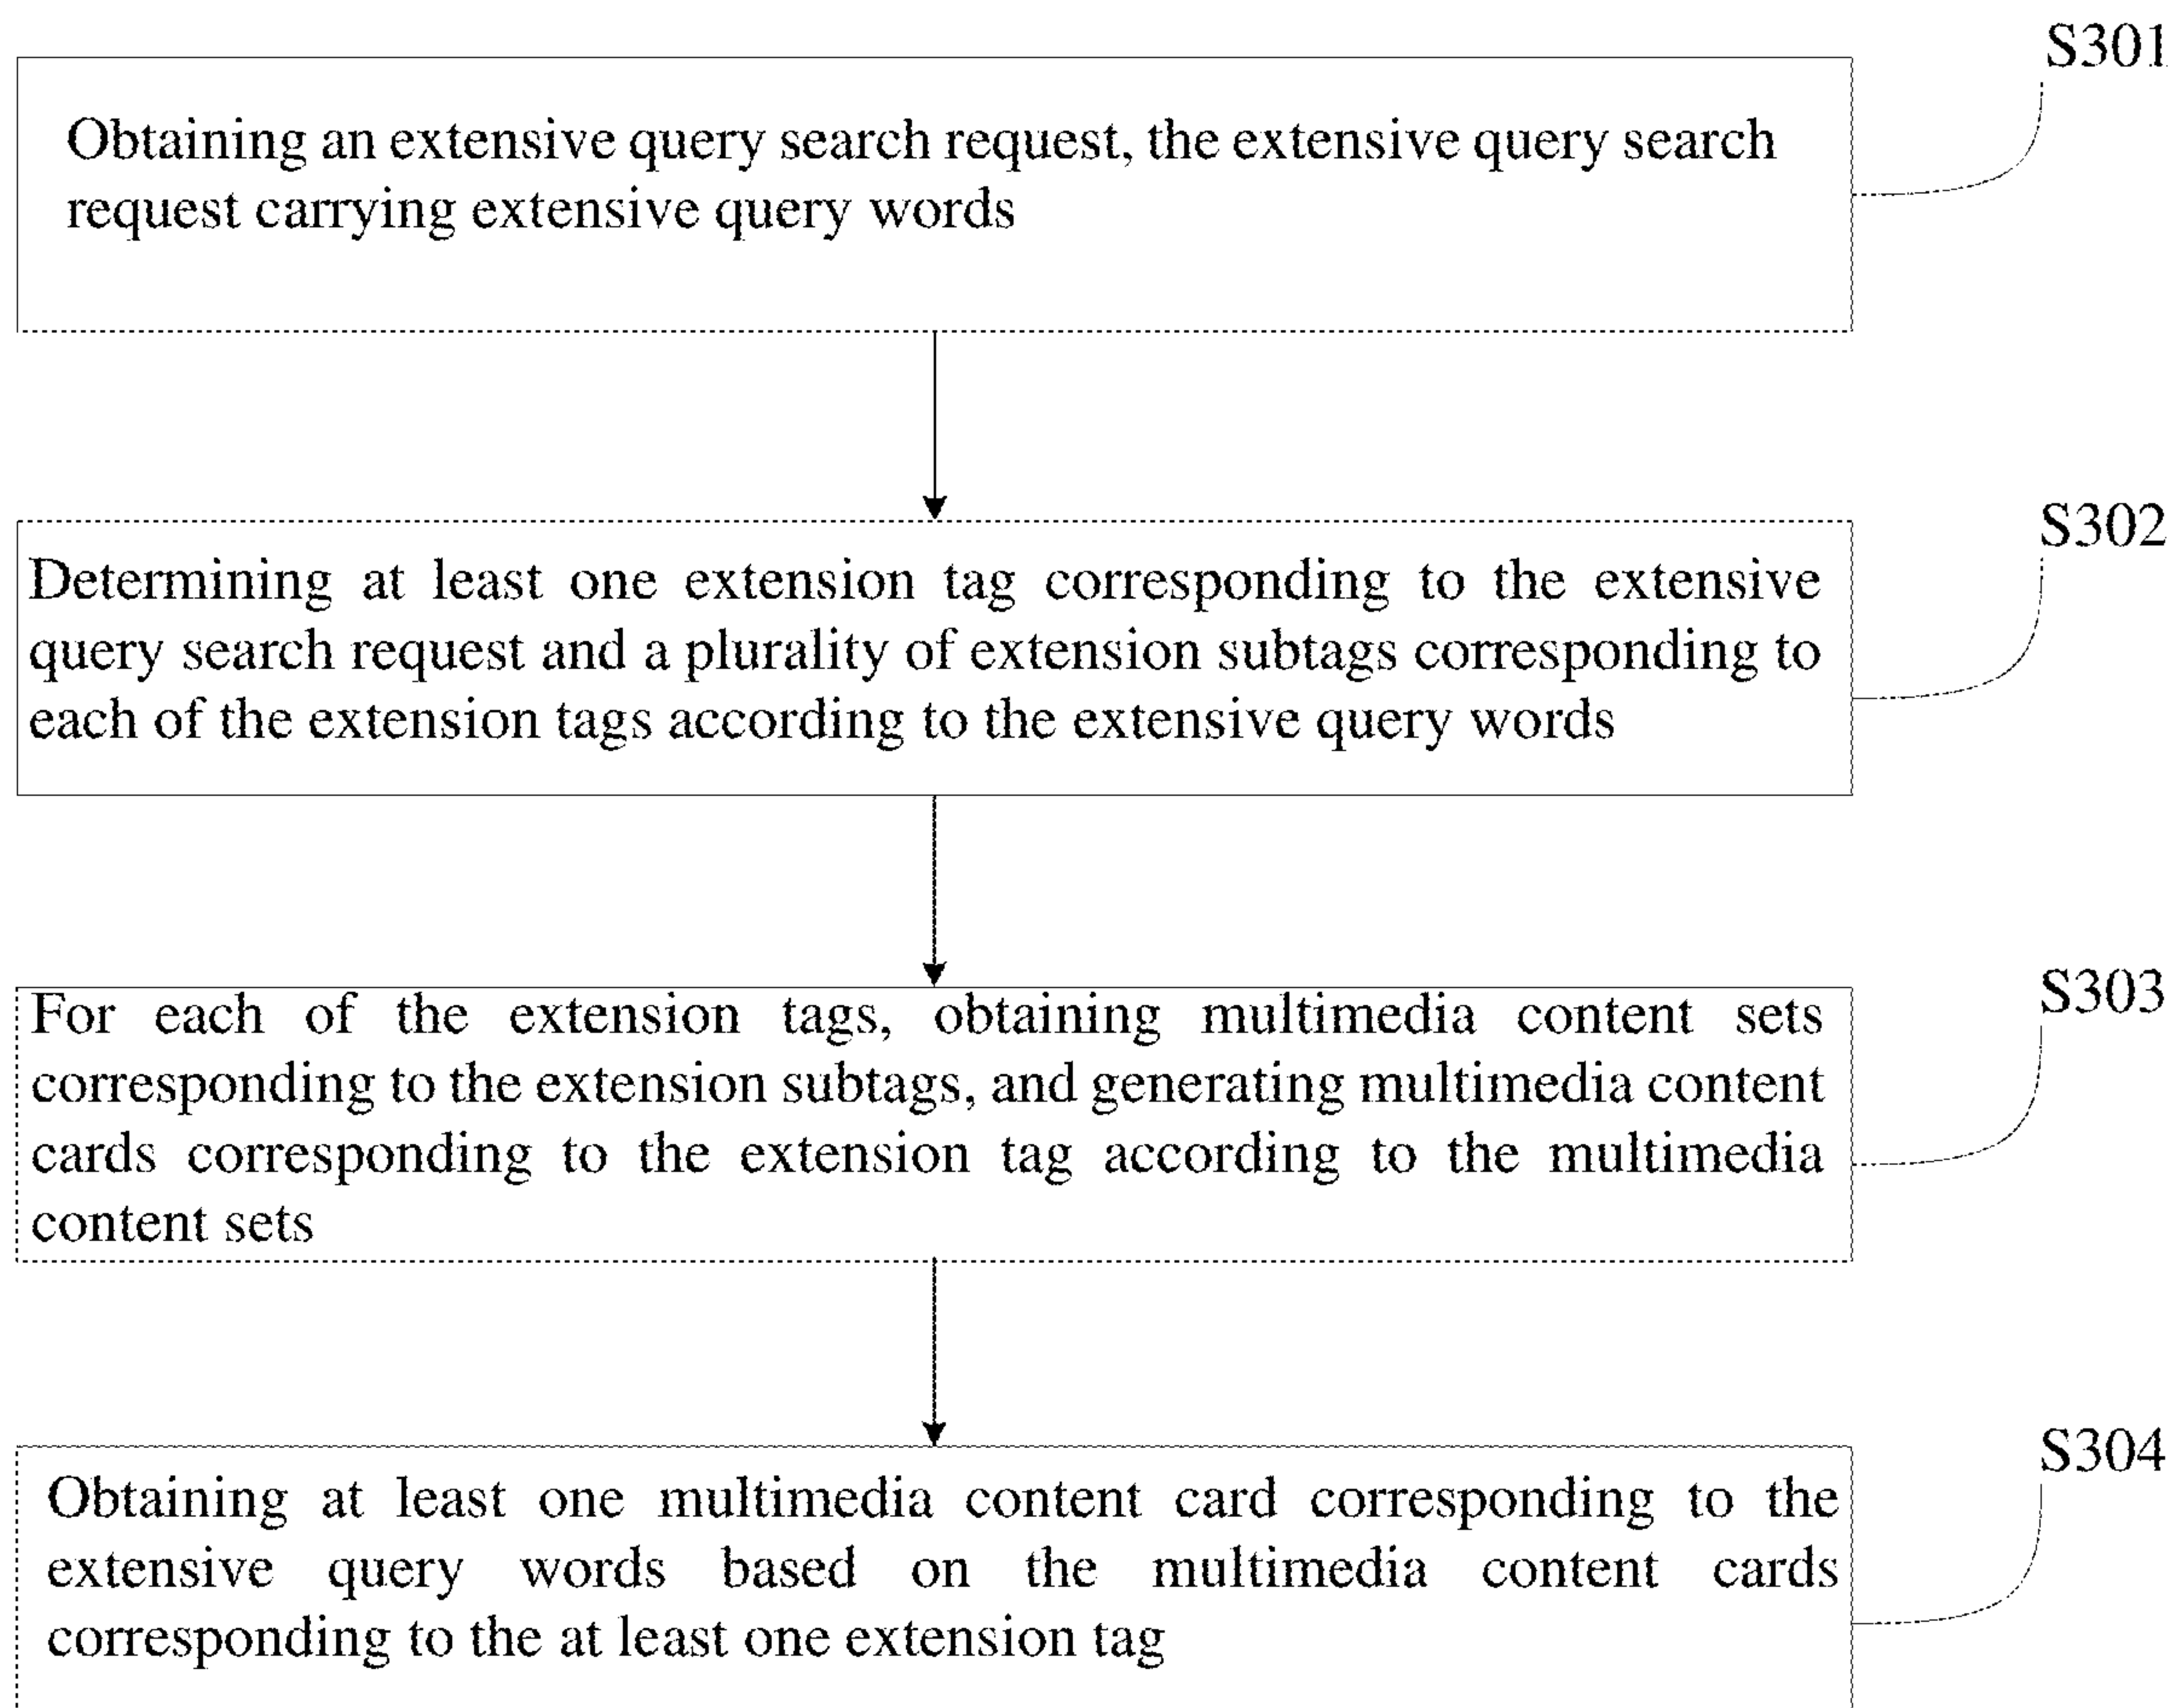 S301
Obtaining an extensive query search request, the extensive query search
request carrying extensive query words
S302
Determining at least one extension tag corresponding to the extensive
query search request and a plurality of extension subtags corresponding to
each of the extension tags according to the extensive query words
S303
For each of the extension tags, obtaining multimedia content sets
corresponding to the extension subtags, and generating multimedia content
cards corresponding to the extension tag according to the multimedia
content sets
S304
Obtaining at least one multimedia content card corresponding to the
extensive query words based on the multimedia content cards
corresponding to the at least one extension tag